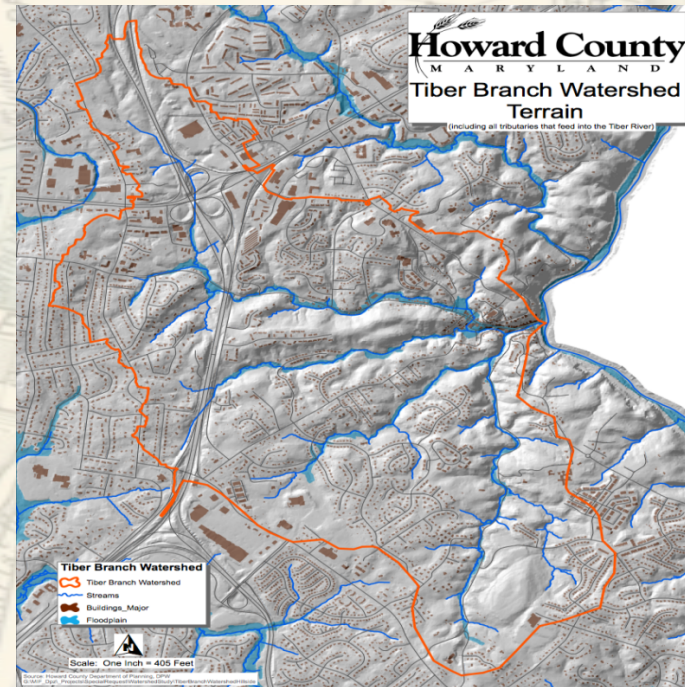 Howard County
MARYLAND
Tiber Branch Watershed
Terrain
(including all tributaries that feed into the Tiber River)
Tiber Branch Watershed
Tiber Branch Watershed
Streams
Buildings_Major
Floodplain
Scale: One Inch = 405 Feet
Source: Howard County Department of Planning, DPW